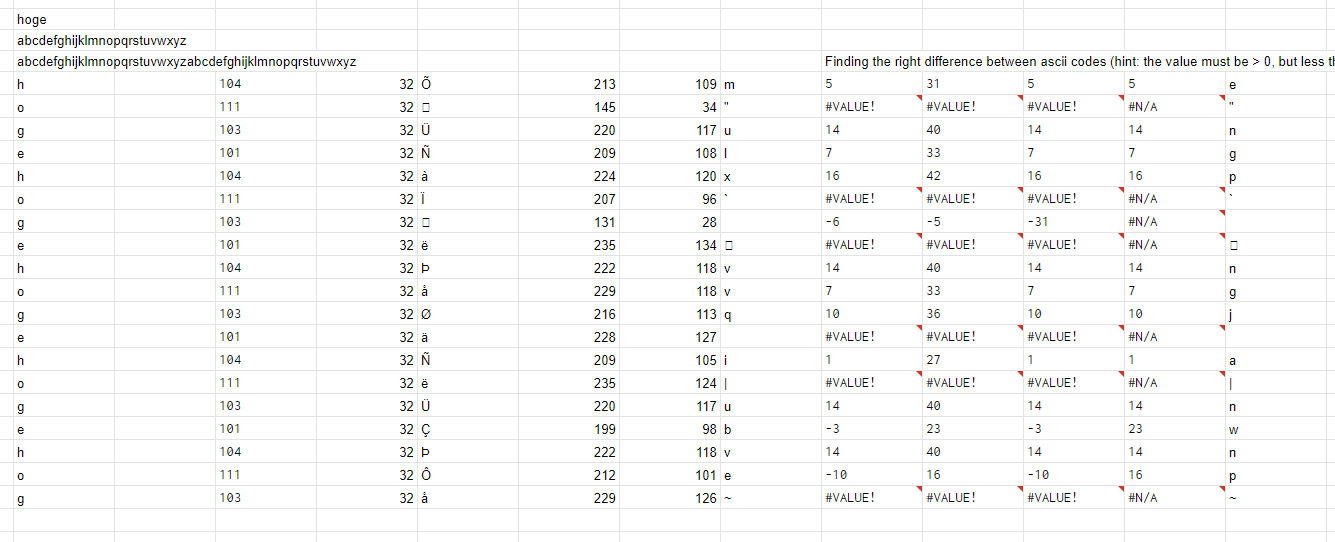 hoge
abcdefghijklmnopqrstuvwxyz
abcdefghijklmnopqrstuvwxyzabcdefghijklmnopqrstuvwxyz Finding the right difference between ascii codes (hint: the value must be > 0, but less th
h 104 32 Õ 213 109 m 5 31 5 5 e
o 111 32 145 34 " #VALUE! #VALUE! #VALUE! #N/A "
g 103 32 Ü 220 117 u 14 40 14 14 n
e 101 32 Ñ 209 108 l 7 33 7 7 g
h 104 32 à 224 120 x 16 42 16 16 p
o 111 32 Ï 207 96 ` #VALUE! #VALUE! #VALUE! #N/A `
g 103 32 131 28 -6 -5 -31 #N/A
e 101 32 ë 235 134 #VALUE! #VALUE! #VALUE! #N/A
h 104 32 Þ 222 118 v 14 40 14 14 n
o 111 32 å 229 118 v 7 33 7 7 g
g 103 32 Ø 216 113 q 10 36 10 10 j
e 101 32 ä 228 127 #VALUE! #VALUE! #VALUE! #N/A
h 104 32 Ñ 209 105 i 1 27 1 1 a
o 111 32 ë 235 124 | #VALUE! #VALUE! #VALUE! #N/A |
g 103 32 Ü 220 117 u 14 40 14 14 n
e 101 32 Ç 199 98 b -3 23 -3 23 w
h 104 32 Þ 222 118 v 14 40 14 14 n
o 111 32 Ô 212 101 e -10 16 -10 16 p
g 103 32 å 229 126 ~ #VALUE! #VALUE! #VALUE! #N/A ~